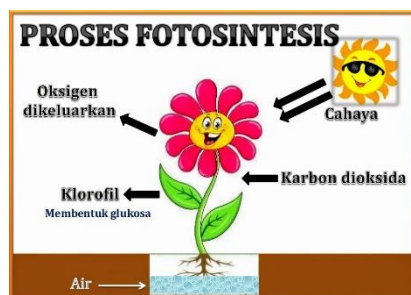 PROSES FOTOSINTESIS
Oksigen
dikeluarkan
Cahaya
Karbon dioksida
Klorofil
Membentuk glukosa
Air